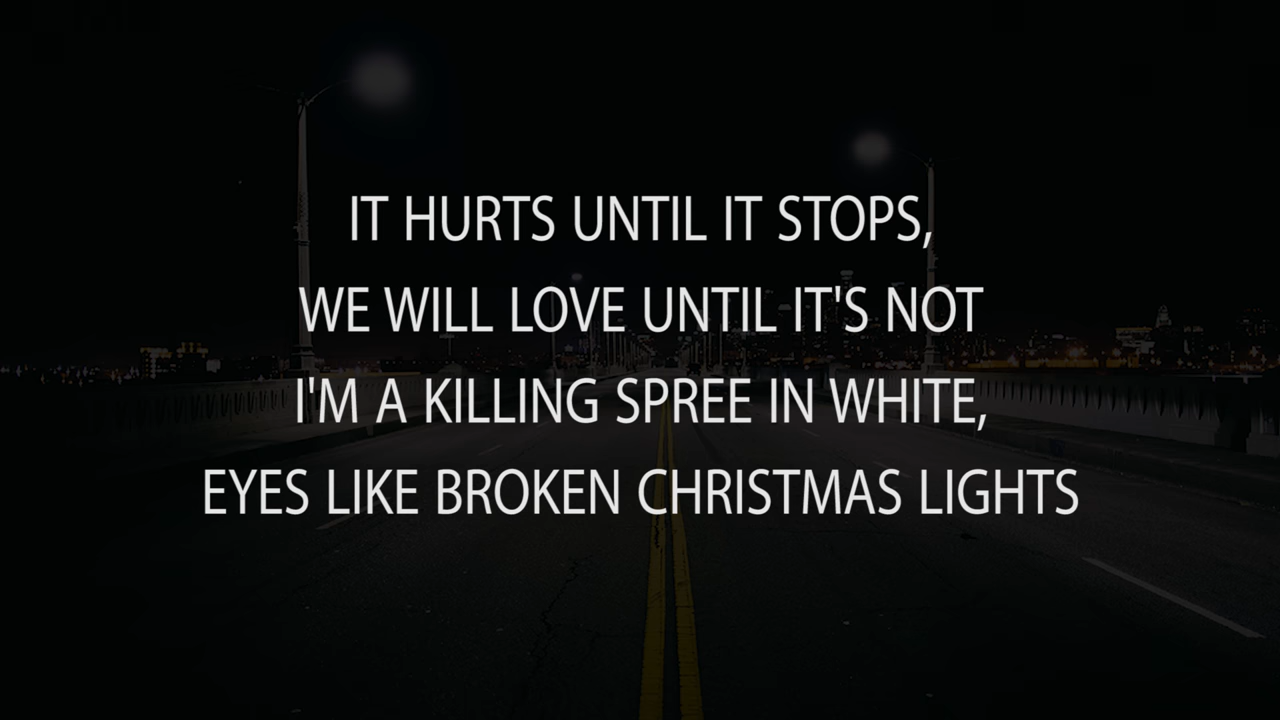 IT HURTS UNTIL IT STOPS,
WE WILL LOVE UNTIL IT'S NOT
I'M A KILLING SPREE IN WHITE,
EYES LIKE BROKEN CHRISTMAS LIGHTS